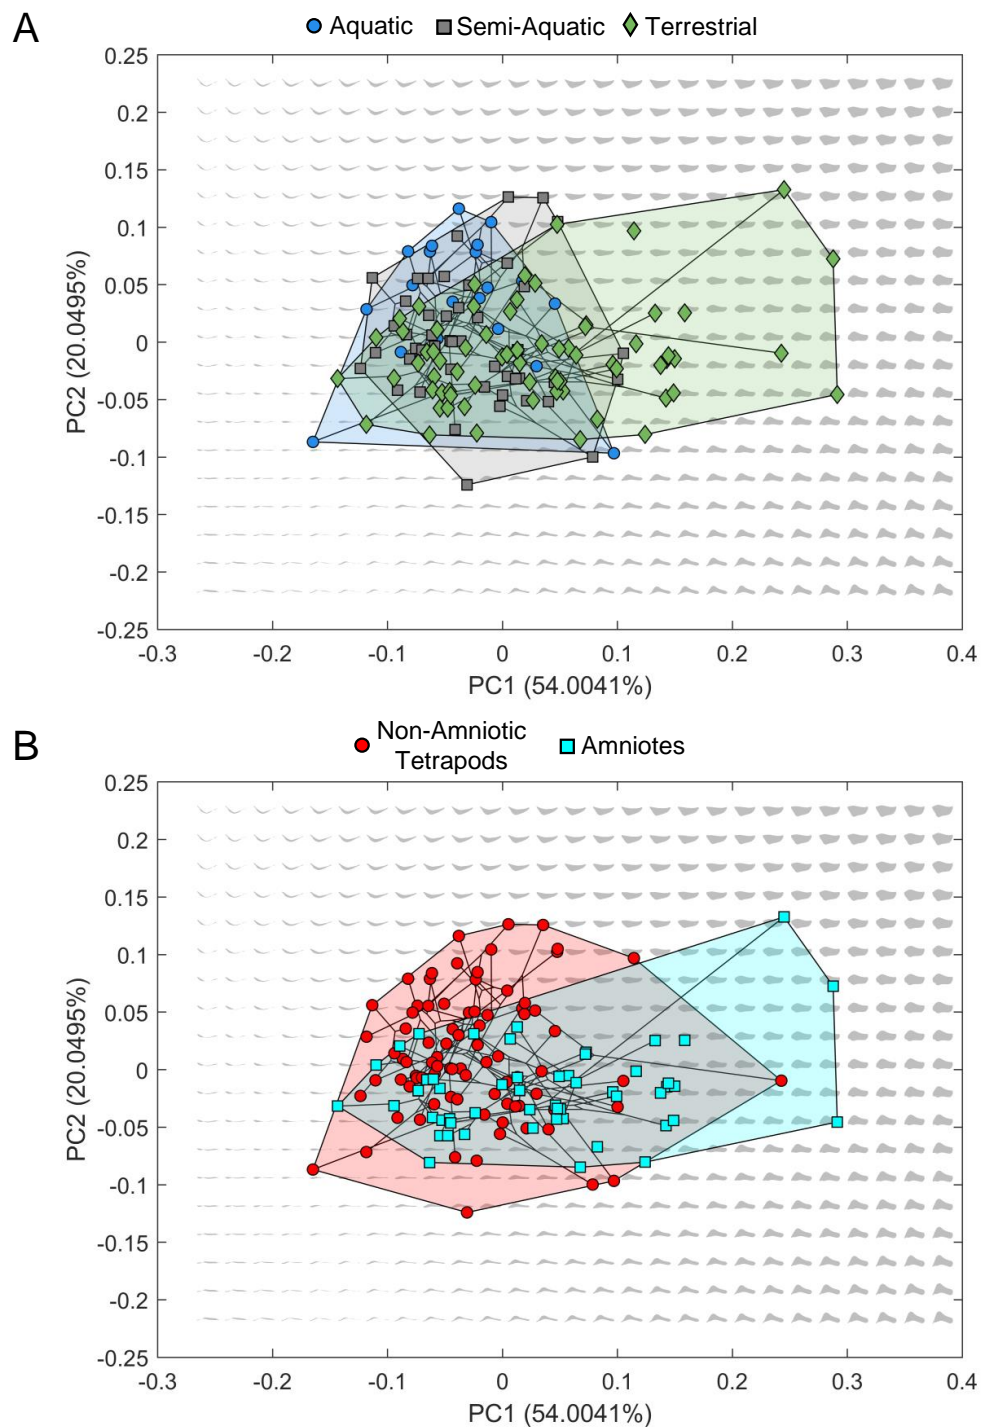 A
Aquatic Semi-Aquatic Terrestrial
0.25
0.2
0.15
0.1
0.05
0
-0.05
-0.1
-0.15
-0.2
-0.25
PC2 (20.0495%)
-0.3 -0.2 -0.1 0 0.1 0.2 0.3 0.4
PC1 (54.0041%)
B
Non-Amniotic
Tetrapods
Amniotes
0.25
0.2
0.15
0.1
0.05
0
-0.05
-0.1
-0.15
-0.2
-0.25
PC2 (20.0495%)
-0.3 -0.2 -0.1 0 0.1 0.2 0.3 0.4
PC1 (54.0041%)